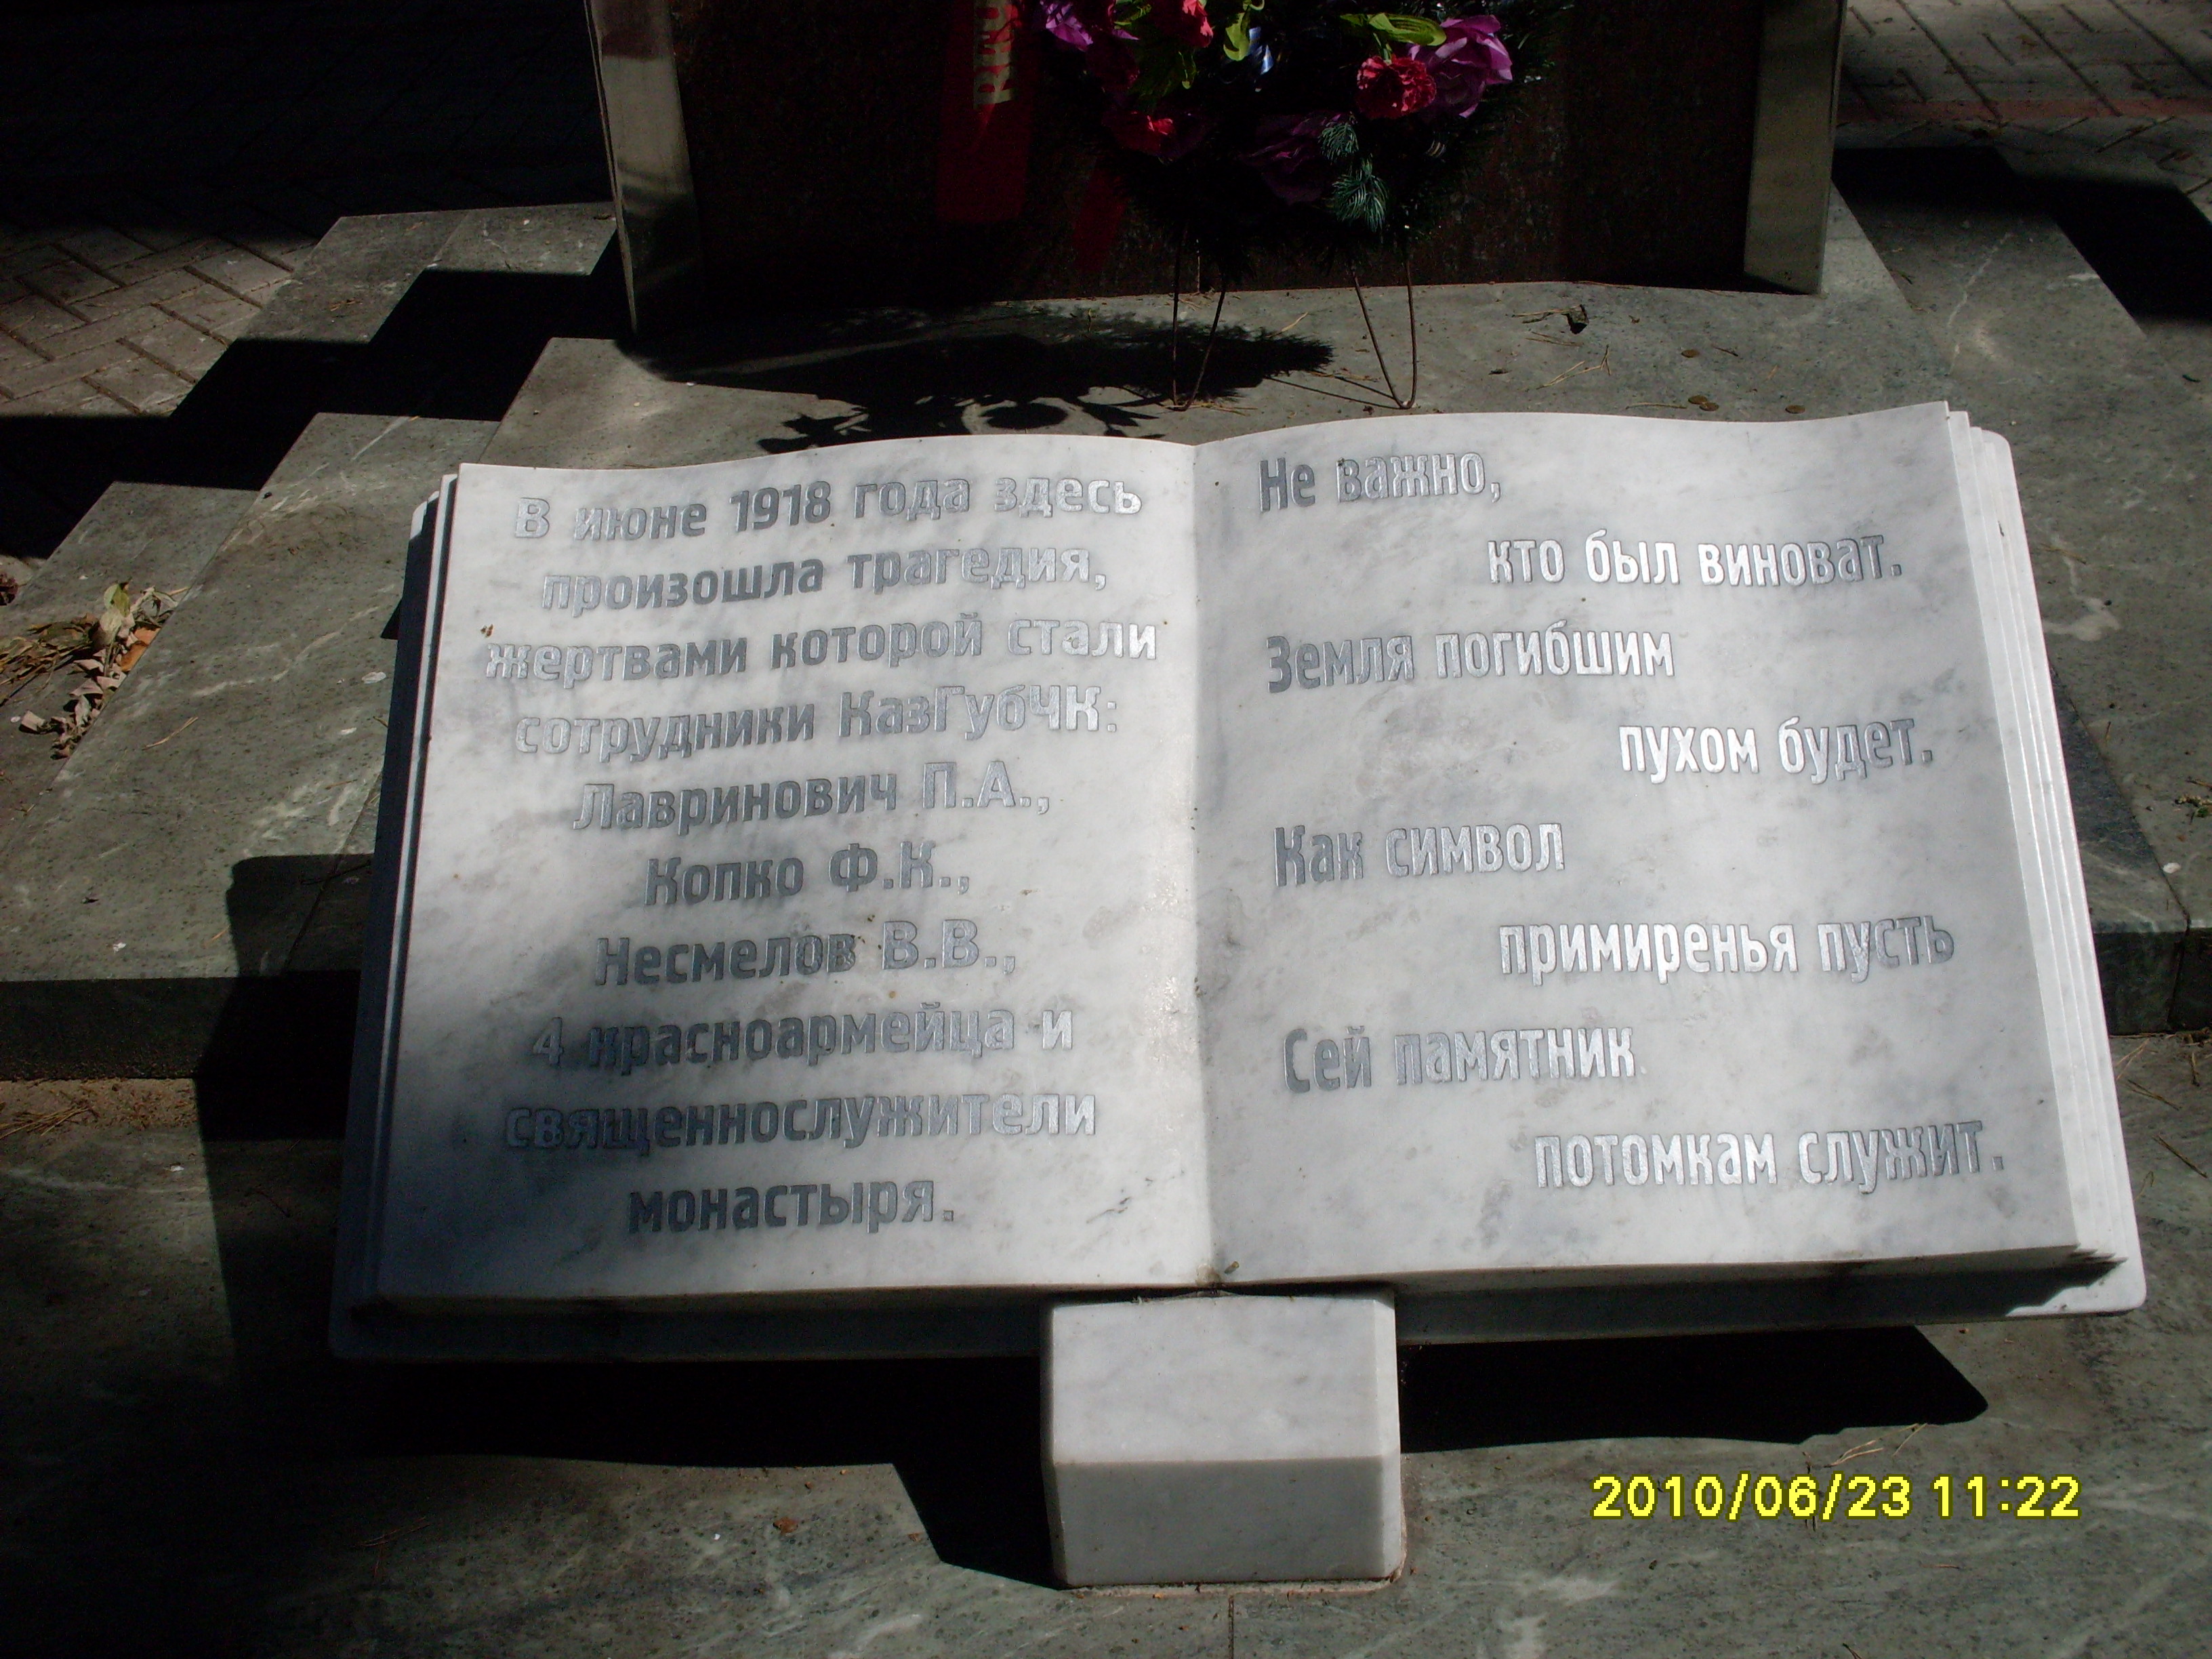 В июне 1918 года здесь
произошла трагедия,
жертвами которой стали
сотрудники КазГубЧК:
Лавринович П.А.,
Копко Ф.К.,
Несмелов В.В.,
4 красноармейца и
священнослужители
монастыря.
Не важно,
кто был виноват.
Земля погибшим
пухом будет.
Как символ
примиренья пусть
Сей памятник
потомкам служит.
2010/06/23 11:22